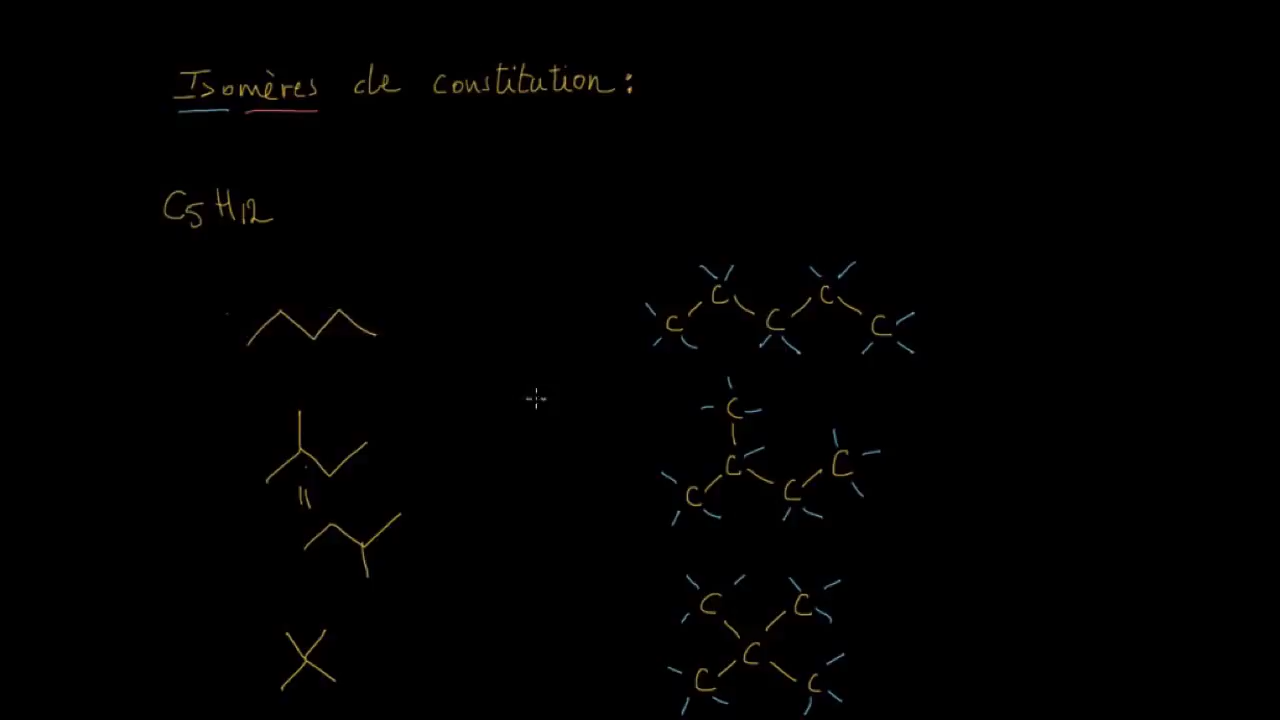 Isomères de constitution :
C5H12
C C C C C
C
C C C C
C C
C
C C